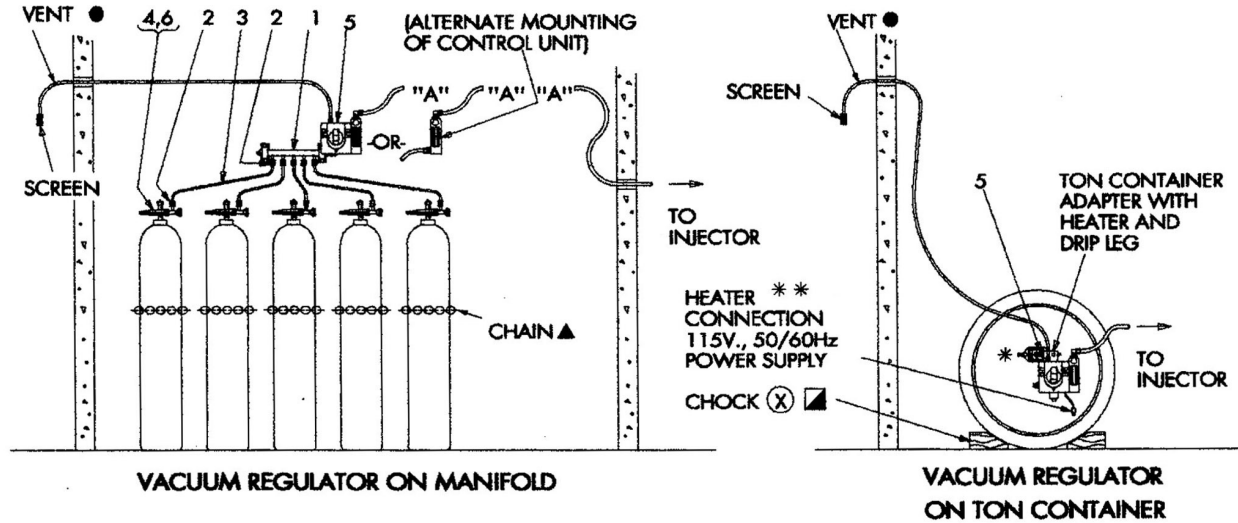 VENT ●
4,6 2 3 2 1 5
(ALTERNATE MOUNTING
OF CONTROL UNIT)
"A" "A" "A"
-OR-
SCREEN
TO
INJECTOR
CHAIN ▲
VACUUM REGULATOR ON MANIFOLD
VENT ●
SCREEN
5
TON CONTAINER
ADAPTER WITH
HEATER AND
DRIP LEG
HEATER **
CONNECTION
115V., 50/60Hz
POWER SUPPLY
*
TO
INJECTOR
CHOCK Ⓧ ◪
VACUUM REGULATOR
ON TON CONTAINER